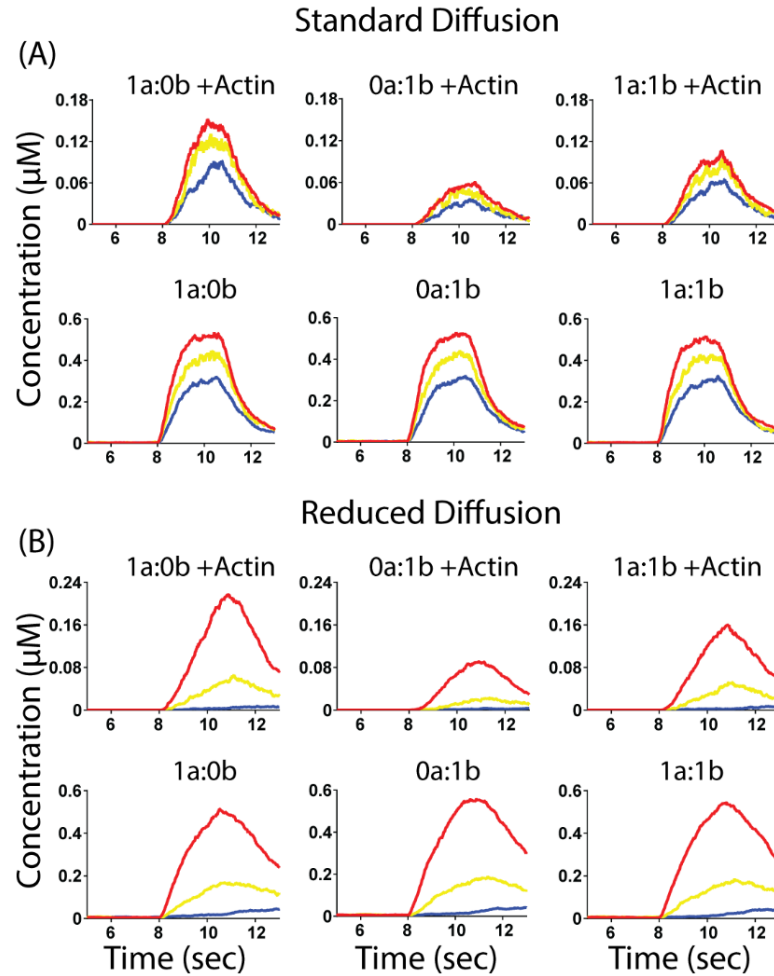 Standard Diffusion
(A)
1a:0b +Actin 0a:1b +Actin 1a:1b +Actin
0.18 0.18 0.18
0.12 0.12 0.12
0.06 0.06 0.06
0 0 0
6 8 10 12 6 8 10 12 6 8 10 12
Concentration (µM)
1a:0b 0a:1b 1a:1b
0.6 0.6 0.6
0.4 0.4 0.4
0.2 0.2 0.2
0 0 0
6 8 10 12 6 8 10 12 6 8 10 12
Reduced Diffusion
(B)
1a:0b +Actin 0a:1b +Actin 1a:1b +Actin
0.24 0.24 0.24
0.16 0.16 0.16
0.08 0.08 0.08
0 0 0
6 8 10 12 6 8 10 12 6 8 10 12
Concentration (µM)
1a:0b 0a:1b 1a:1b
0.6 0.6 0.6
0.4 0.4 0.4
0.2 0.2 0.2
0 0 0
6 8 10 12 6 8 10 12 6 8 10 12
Time (sec) Time (sec) Time (sec)